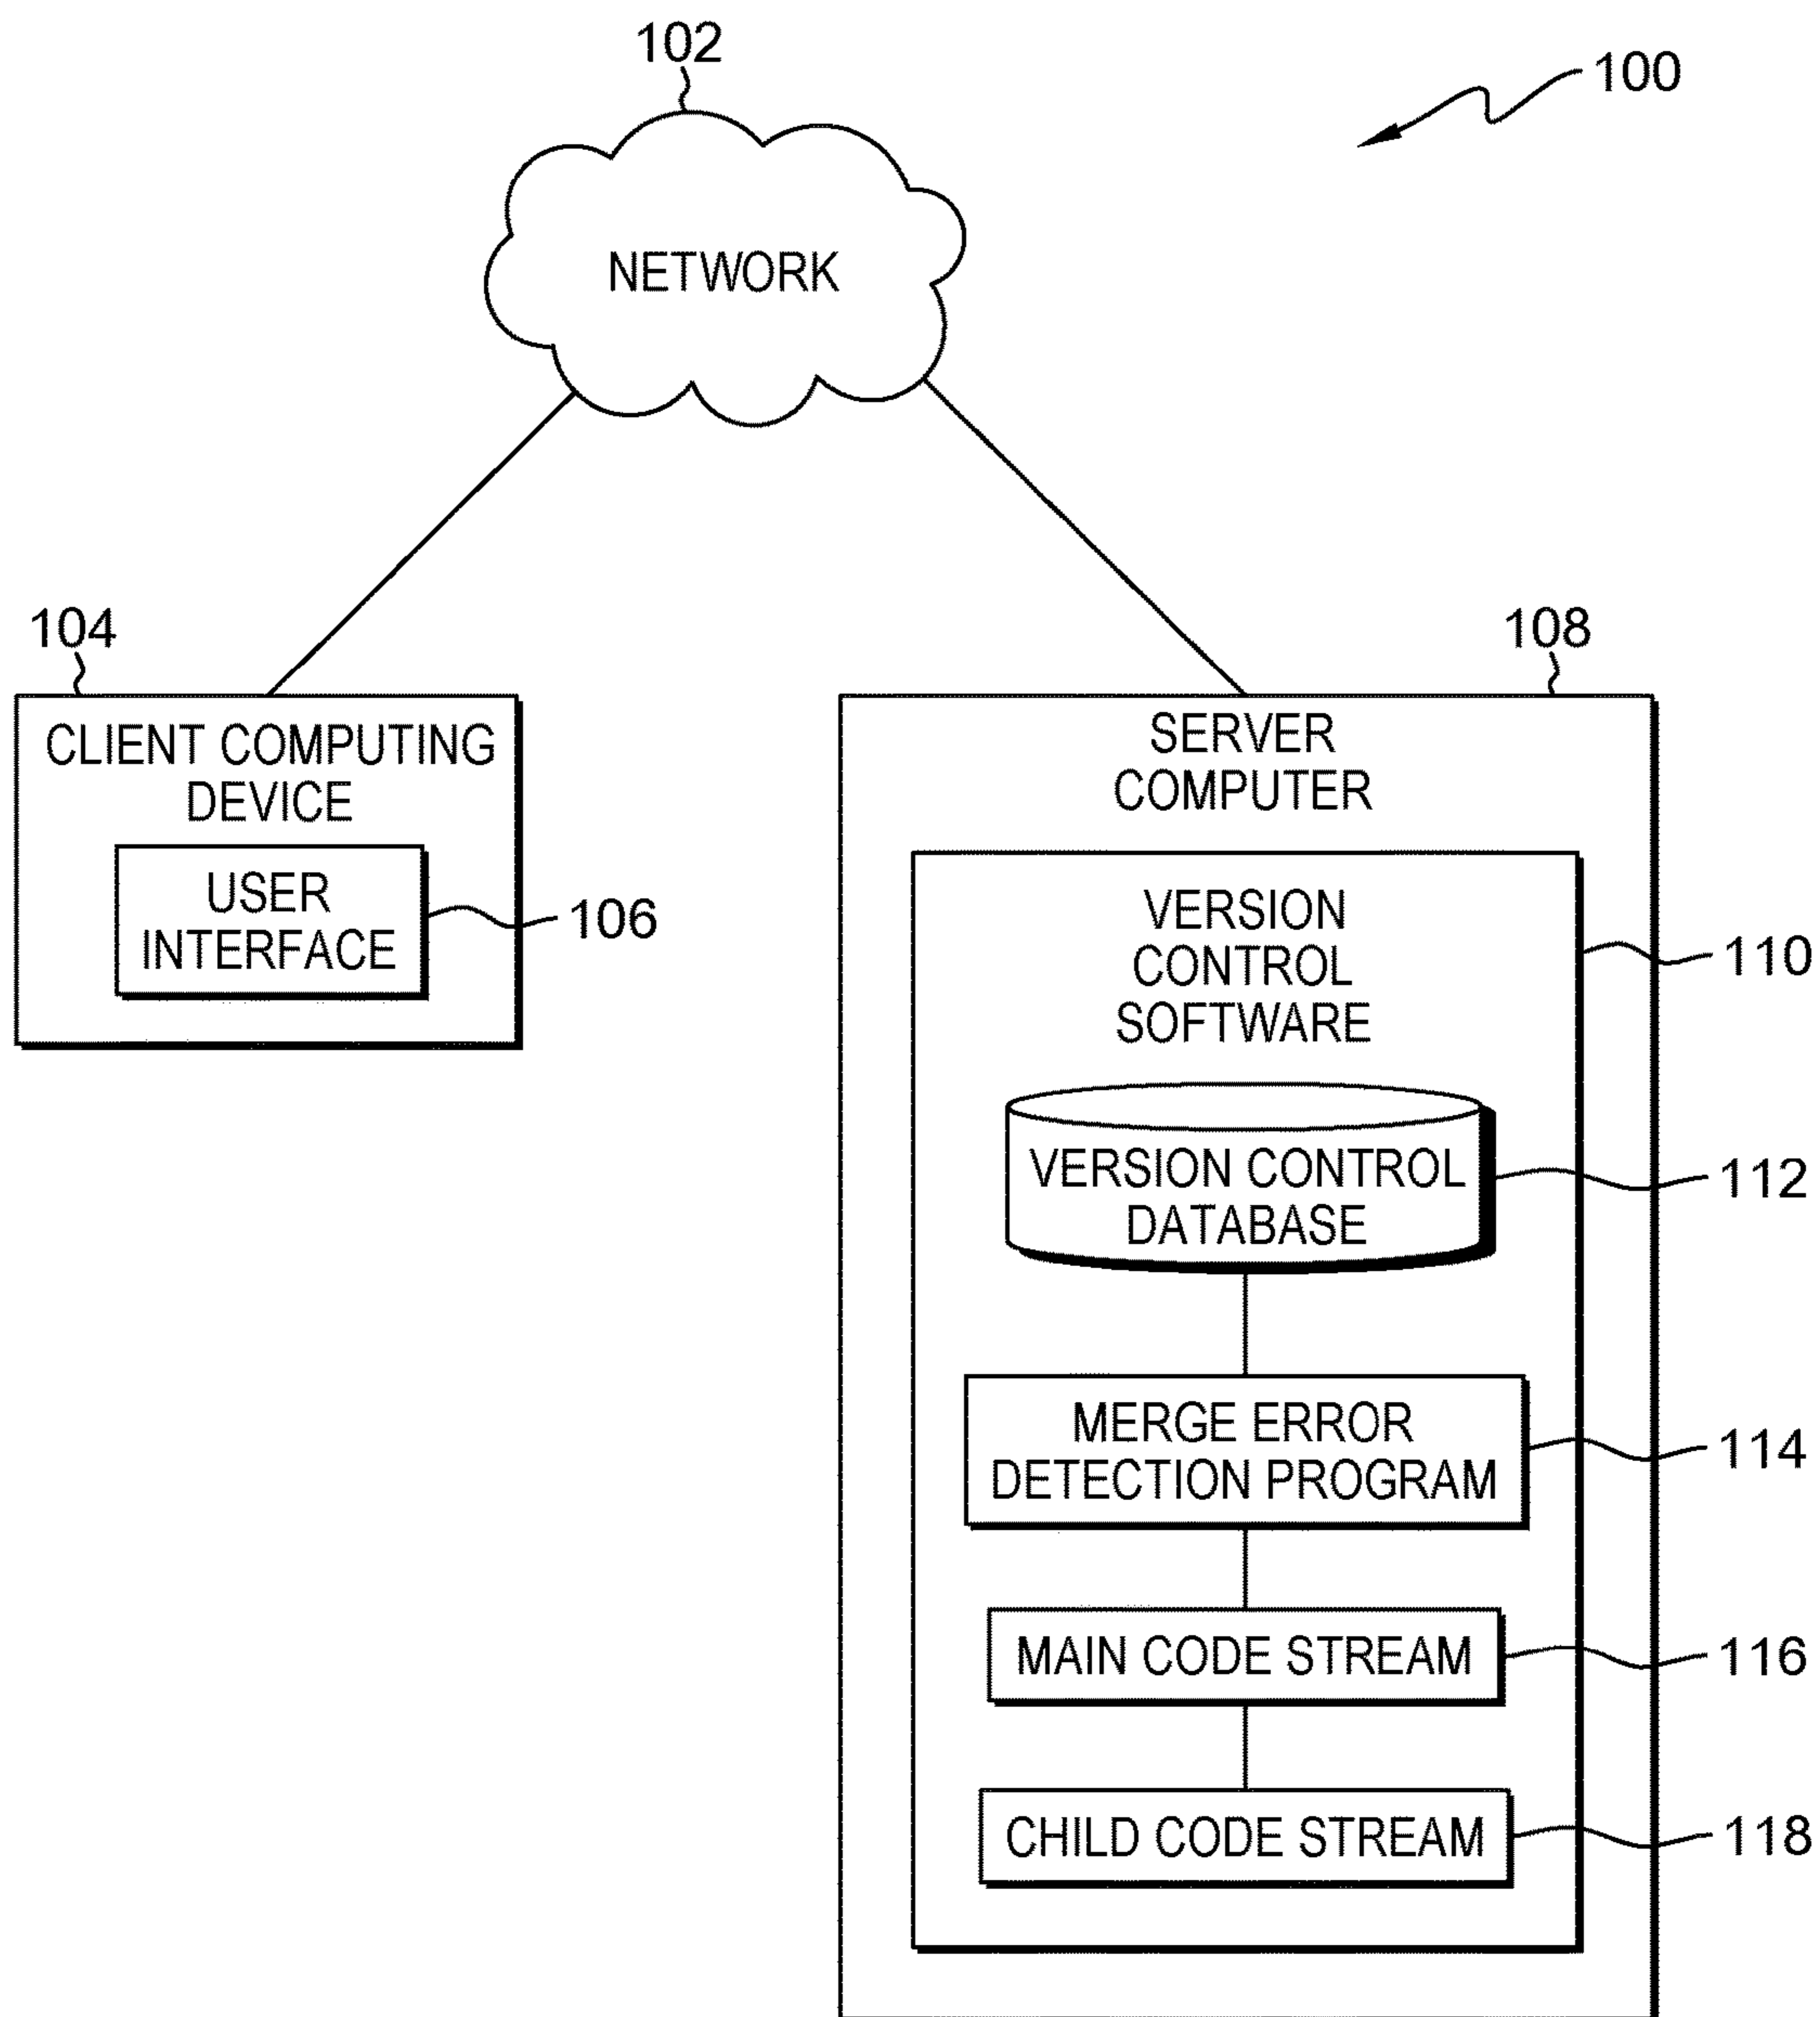 102
100
NETWORK
104
108
CLIENT COMPUTING
DEVICE
USER
INTERFACE
106
SERVER
COMPUTER
VERSION
CONTROL
SOFTWARE
110
VERSION CONTROL
DATABASE
112
MERGE ERROR
DETECTION PROGRAM
114
MAIN CODE STREAM
116
CHILD CODE STREAM
118